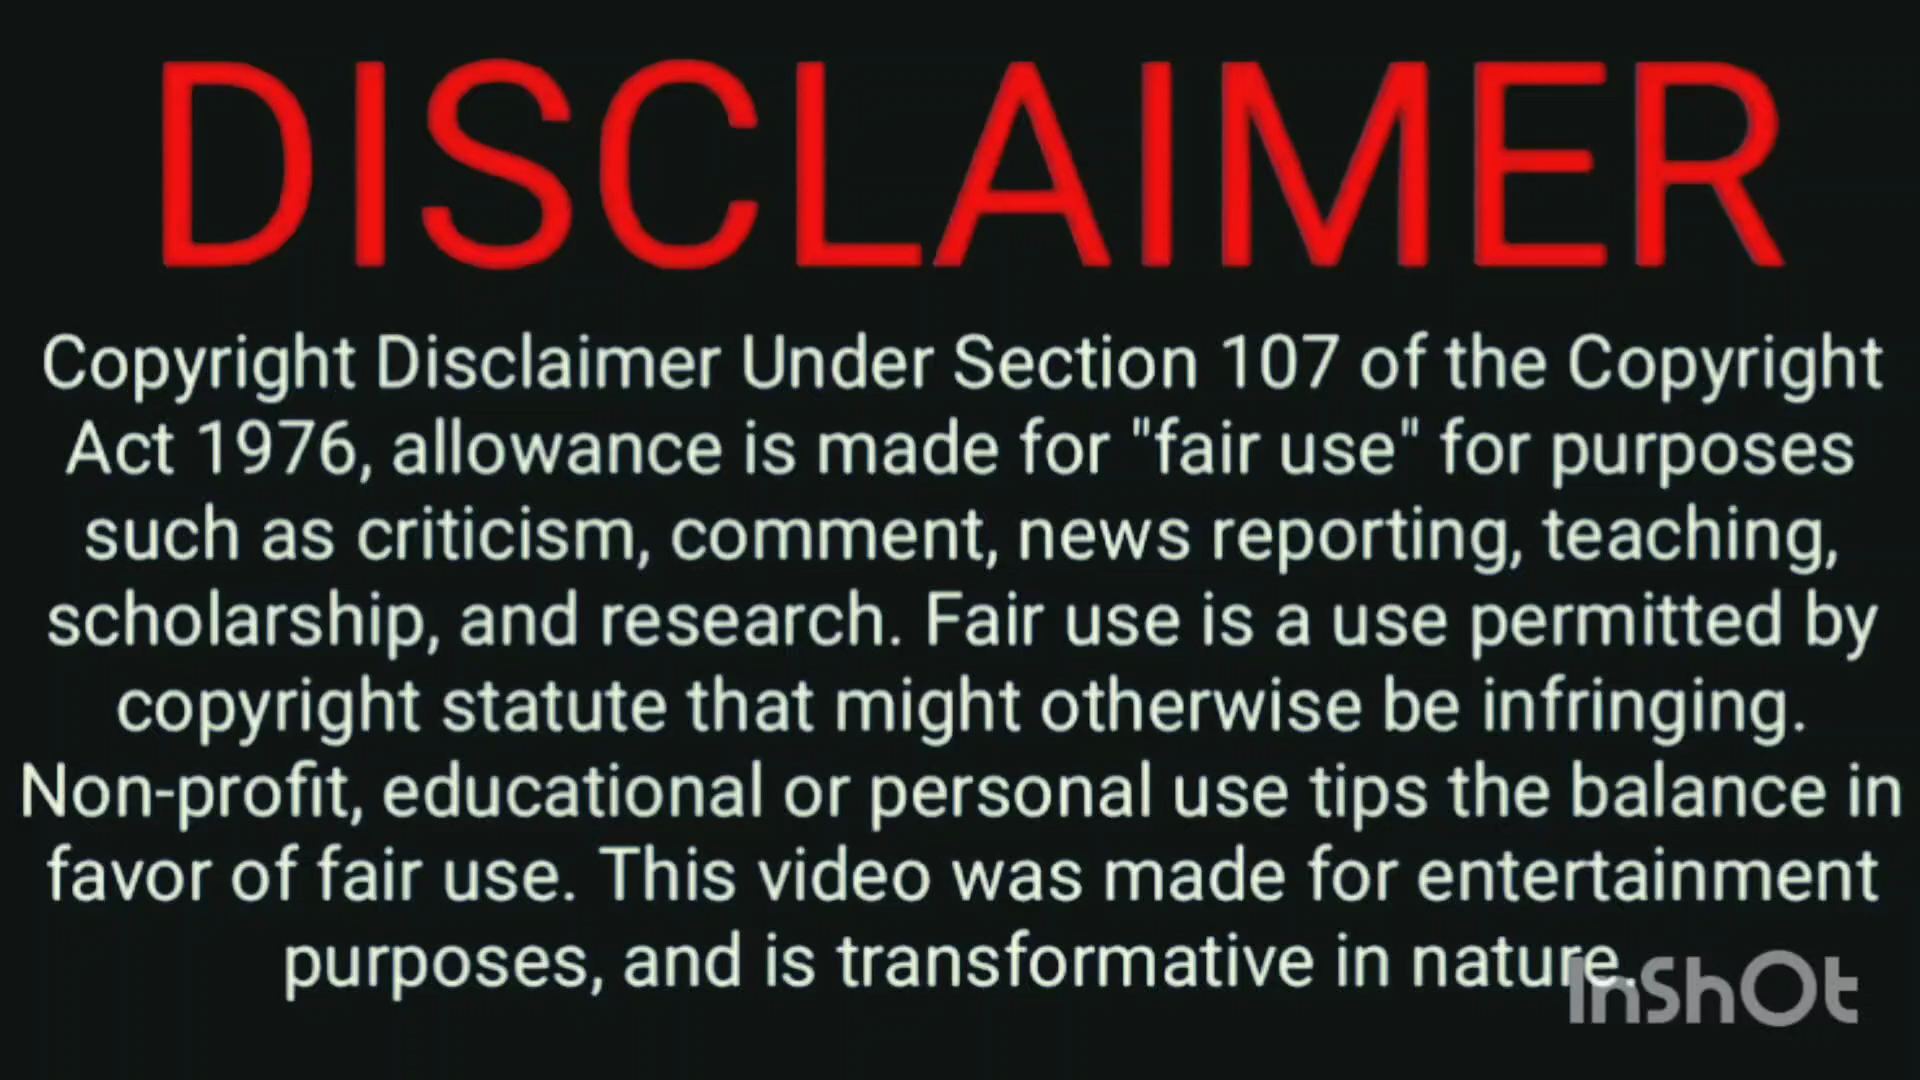 DISCLAIMER
Copyright Disclaimer Under Section 107 of the Copyright
Act 1976, allowance is made for "fair use" for purposes
such as criticism, comment, news reporting, teaching,
scholarship, and research. Fair use is a use permitted by
copyright statute that might otherwise be infringing.
Non-profit, educational or personal use tips the balance in
favor of fair use. This video was made for entertainment
purposes, and is transformative in nature.
InShOt